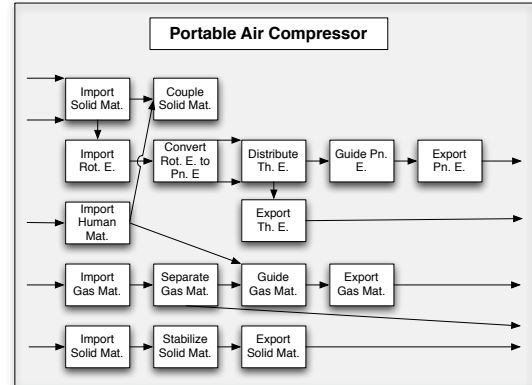 Portable Air Compressor
Import
Solid Mat.
Couple
Solid Mat.
Import
Rot. E.
Convert
Rot. E. to
Pn. E
Distribute
Th. E.
Guide Pn.
E.
Export
Pn. E.
Import
Human
Mat.
Export
Th. E.
Import
Gas Mat.
Separate
Gas Mat.
Guide
Gas Mat.
Export
Gas Mat.
Import
Solid Mat.
Stabilize
Solid Mat.
Export
Solid Mat.